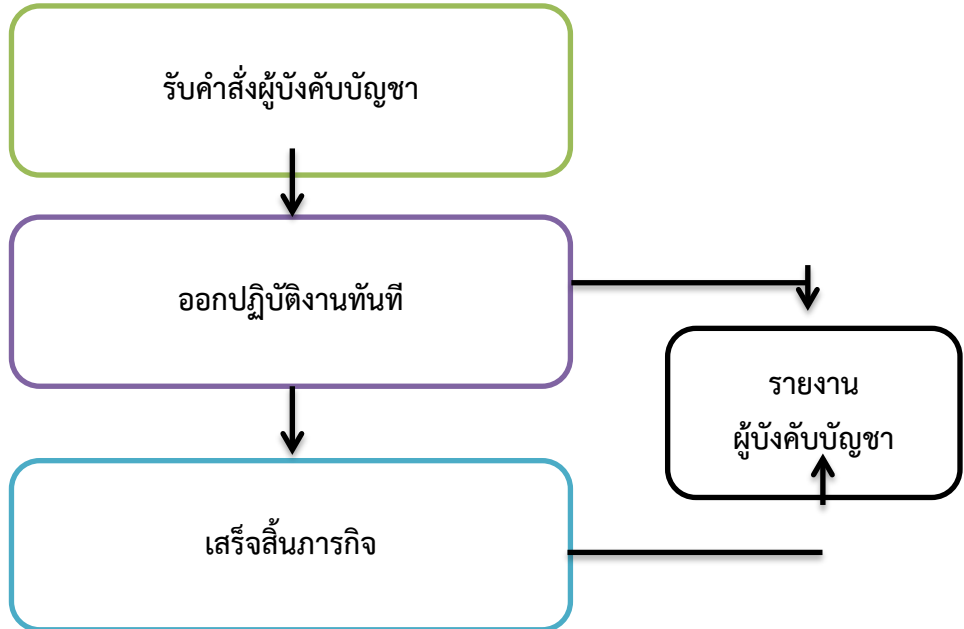 รับคำสั่งผู้บังคับบัญชา
ออกปฏิบัติงานทันที
รายงาน
ผู้บังคับบัญชา
เสร็จสิ้นภารกิจ